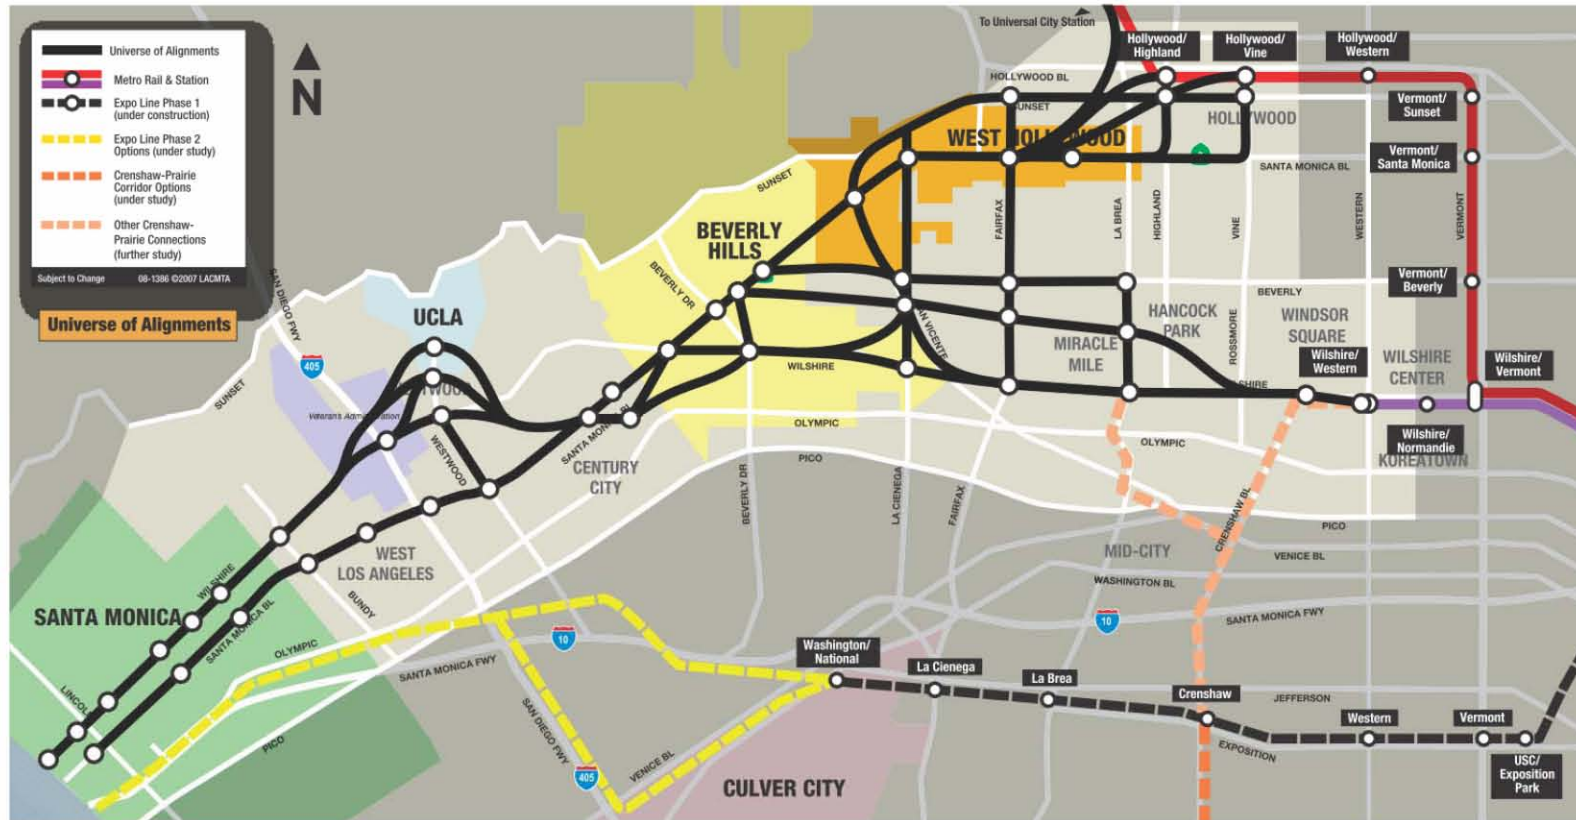 Universe of Alignments
Metro Rail & Station
Expo Line Phase 1
(under construction)
Expo Line Phase 2
Options (under study)
Crenshaw-Prairie
Corridor Options
(under study)
Other Crenshaw-
Prairie Connections
(further study)
Subject to Change
08-1386 ©2007 LACMTA
Universe of Alignments
N
To Universal City Station
Hollywood/
Highland
Hollywood/
Vine
Hollywood/
Western
HOLLYWOOD BL
SUNSET
HOLLYWOOD
Vermont/
Sunset
WEST HOLLYWOOD
Vermont/
Santa Monica
SANTA MONICA BL
SUNSET
BEVERLY
HILLS
FAIRFAX
LA BREA
HIGHLAND
VINE
WESTERN
VERMONT
BEVERLY DR
SAN DIEGO FWY
405
UCLA
Vermont/
Beverly
BEVERLY
HANCOCK
PARK
WINDSOR
SQUARE
MIRACLE
MILE
ROSSMORE
WILSHIRE
Wilshire/
Western
WILSHIRE
CENTER
Wilshire/
Vermont
SUNSET
Veteran's Administration
WESTWOOD
SANTA MONICA BL
CENTURY
CITY
OLYMPIC
PICO
OLYMPIC
Wilshire/
Normandie
KOREATOWN
BEVERLY DR
LA CIENEGA
FAIRFAX
CRENSHAW BL
PICO
MID-CITY
VENICE BL
WASHINGTON BL
WEST
LOS ANGELES
BUNDY
WILSHIRE
SANTA MONICA
SANTA MONICA BL
OLYMPIC
10
10
SANTA MONICA FWY
SANTA MONICA FWY
Washington/
National
La Cienega
La Brea
Crenshaw
JEFFERSON
Western
Vermont
EXPOSITION
USC/
Exposition
Park
PICO
SAN DIEGO FWY
405
VENICE BL
CULVER CITY